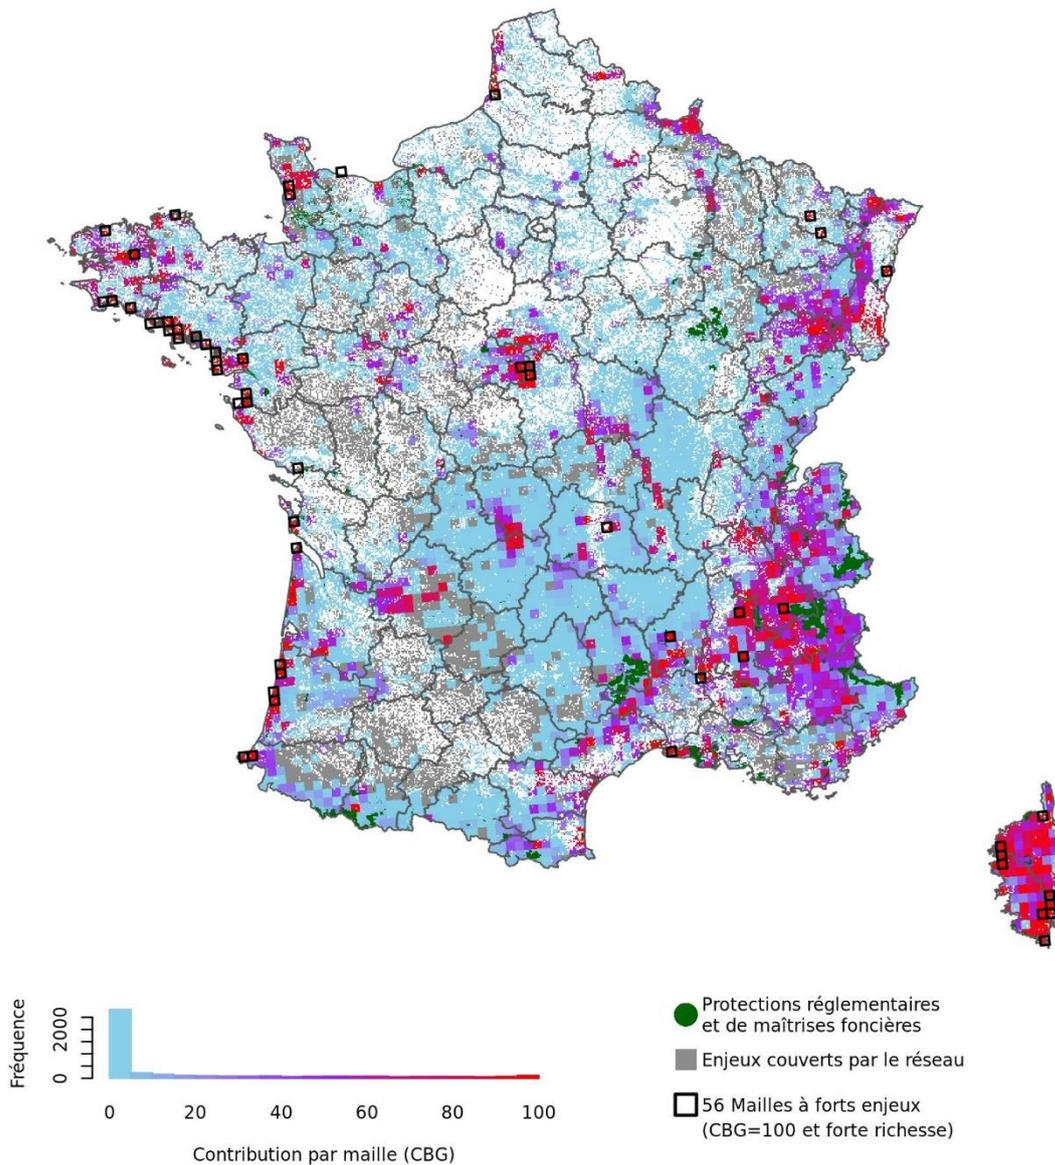 Fréquence
0 2000
0 20 40 60 80 100
Contribution par maille (CBG)
Protections réglementaires
et de maîtrises foncières
Enjeux couverts par le réseau
56 Mailles à forts enjeux
(CBG=100 et forte richesse)